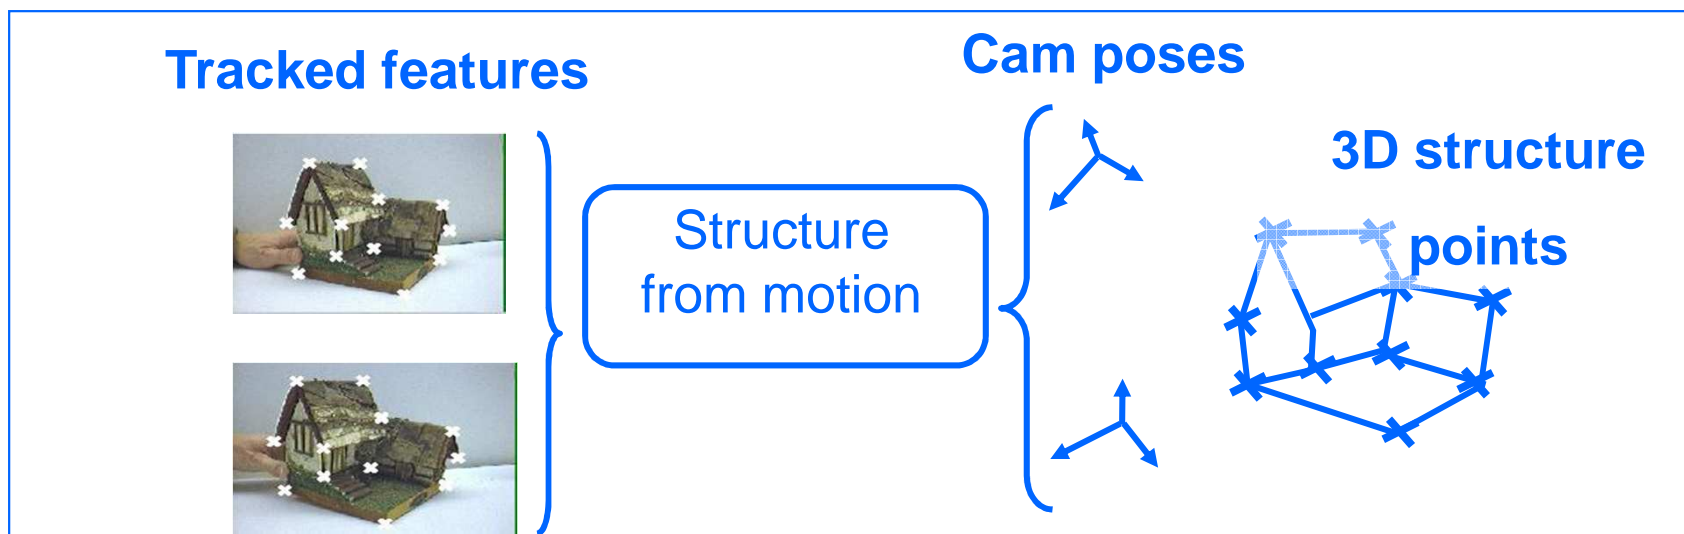 Tracked features
Structure
from motion
Cam poses
3D structure
points